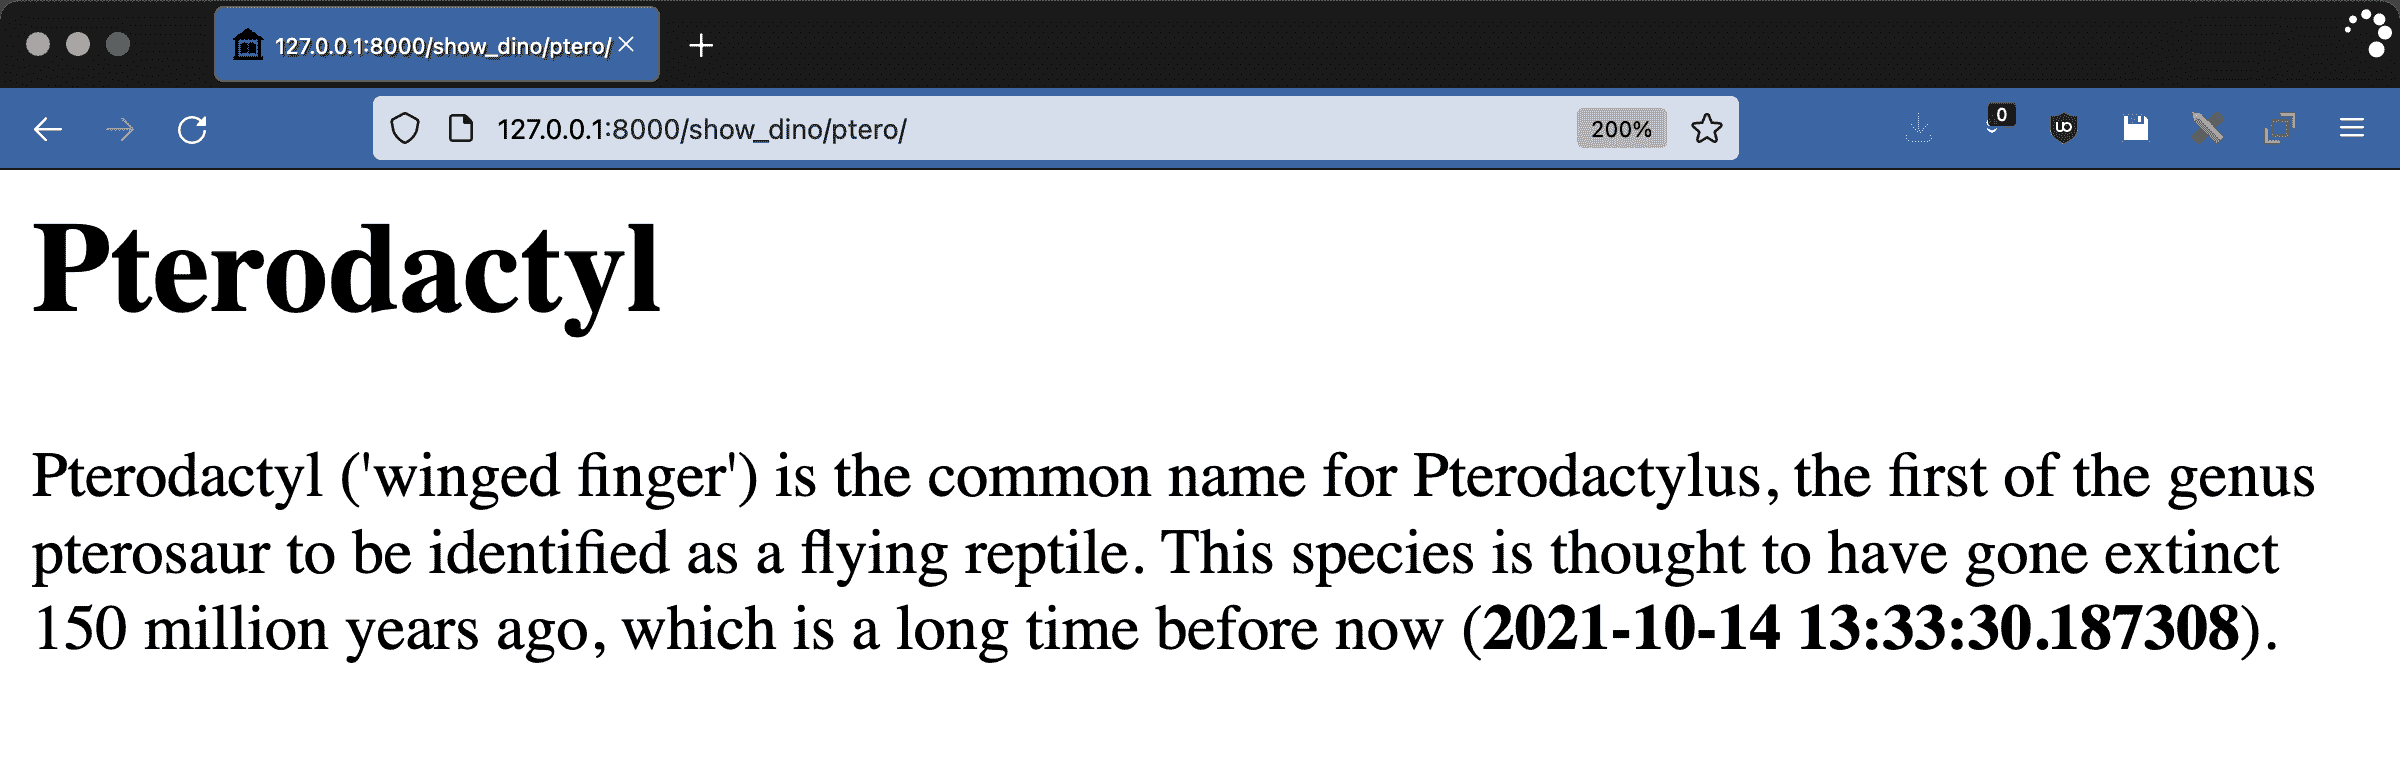 127.0.0.1:8000/show_dino/ptero/
127.0.0.1:8000/show_dino/ptero/
200%
0
Pterodactyl
Pterodactyl ('winged finger') is the common name for Pterodactylus, the first of the genus
pterosaur to be identified as a flying reptile. This species is thought to have gone extinct
150 million years ago, which is a long time before now (2021-10-14 13:33:30.187308).